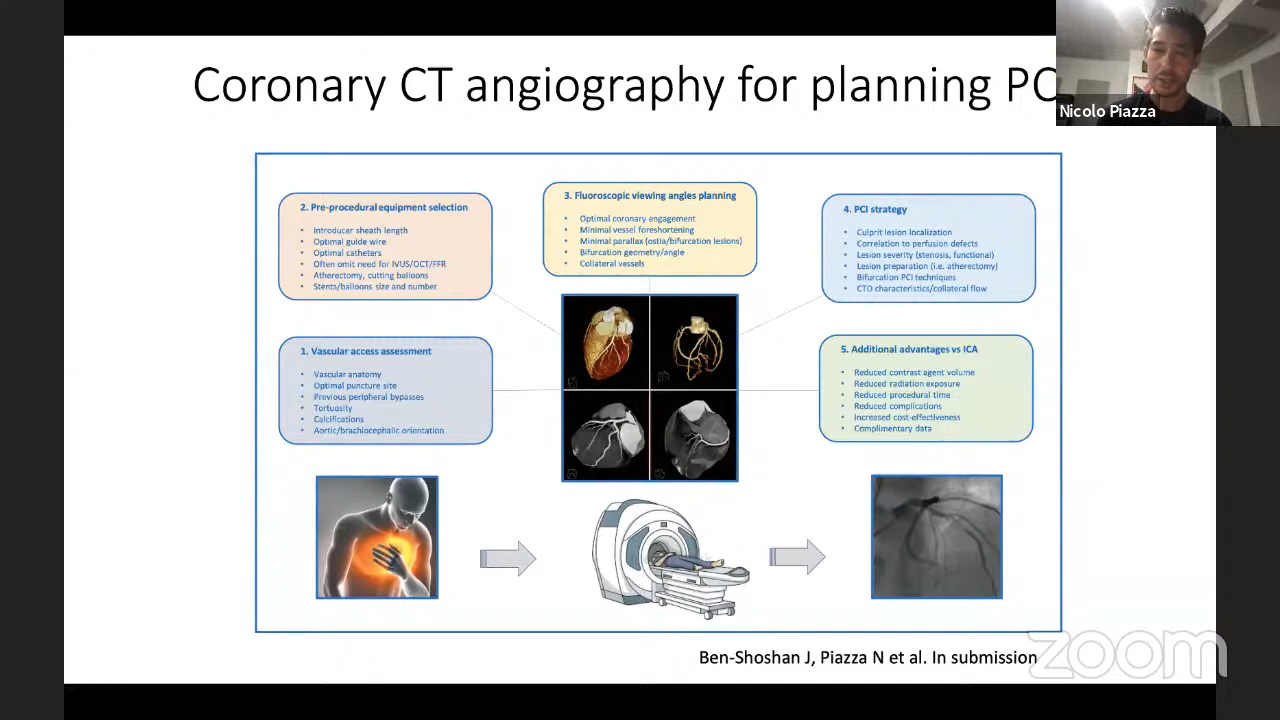 Coronary CT angiography for planning PC
Nicolo Piazza
2. Pre-procedural equipment selection
• Introducer sheath length
• Optimal guide wire
• Optimal catheters
• Often omit need for IVUS/OCT/FFR
• Atherectomy, cutting balloons
• Stents/balloons size and number
3. Fluoroscopic viewing angles planning
• Optimal coronary engagement
• Minimal vessel foreshortening
• Minimal parallax (ostia/bifurcation lesions)
• Bifurcation geometry/angle
• Collateral vessels
4. PCI strategy
• Culprit lesion localization
• Correlation to perfusion defects
• Lesion severity (stenosis, functional)
• Lesion preparation (i.e. atherectomy)
• Bifurcation PCI techniques
• CTO characteristics/collateral flow
1. Vascular access assessment
• Vascular anatomy
• Optimal puncture site
• Previous peripheral bypasses
• Tortuosity
• Calcifications
• Aortic/brachiocephalic orientation
5. Additional advantages vs ICA
• Reduced contrast agent volume
• Reduced radiation exposure
• Reduced procedural time
• Reduced complications
• Increased cost-effectiveness
• Complimentary data
Ben-Shoshan J, Piazza N et al. In submission
zoom